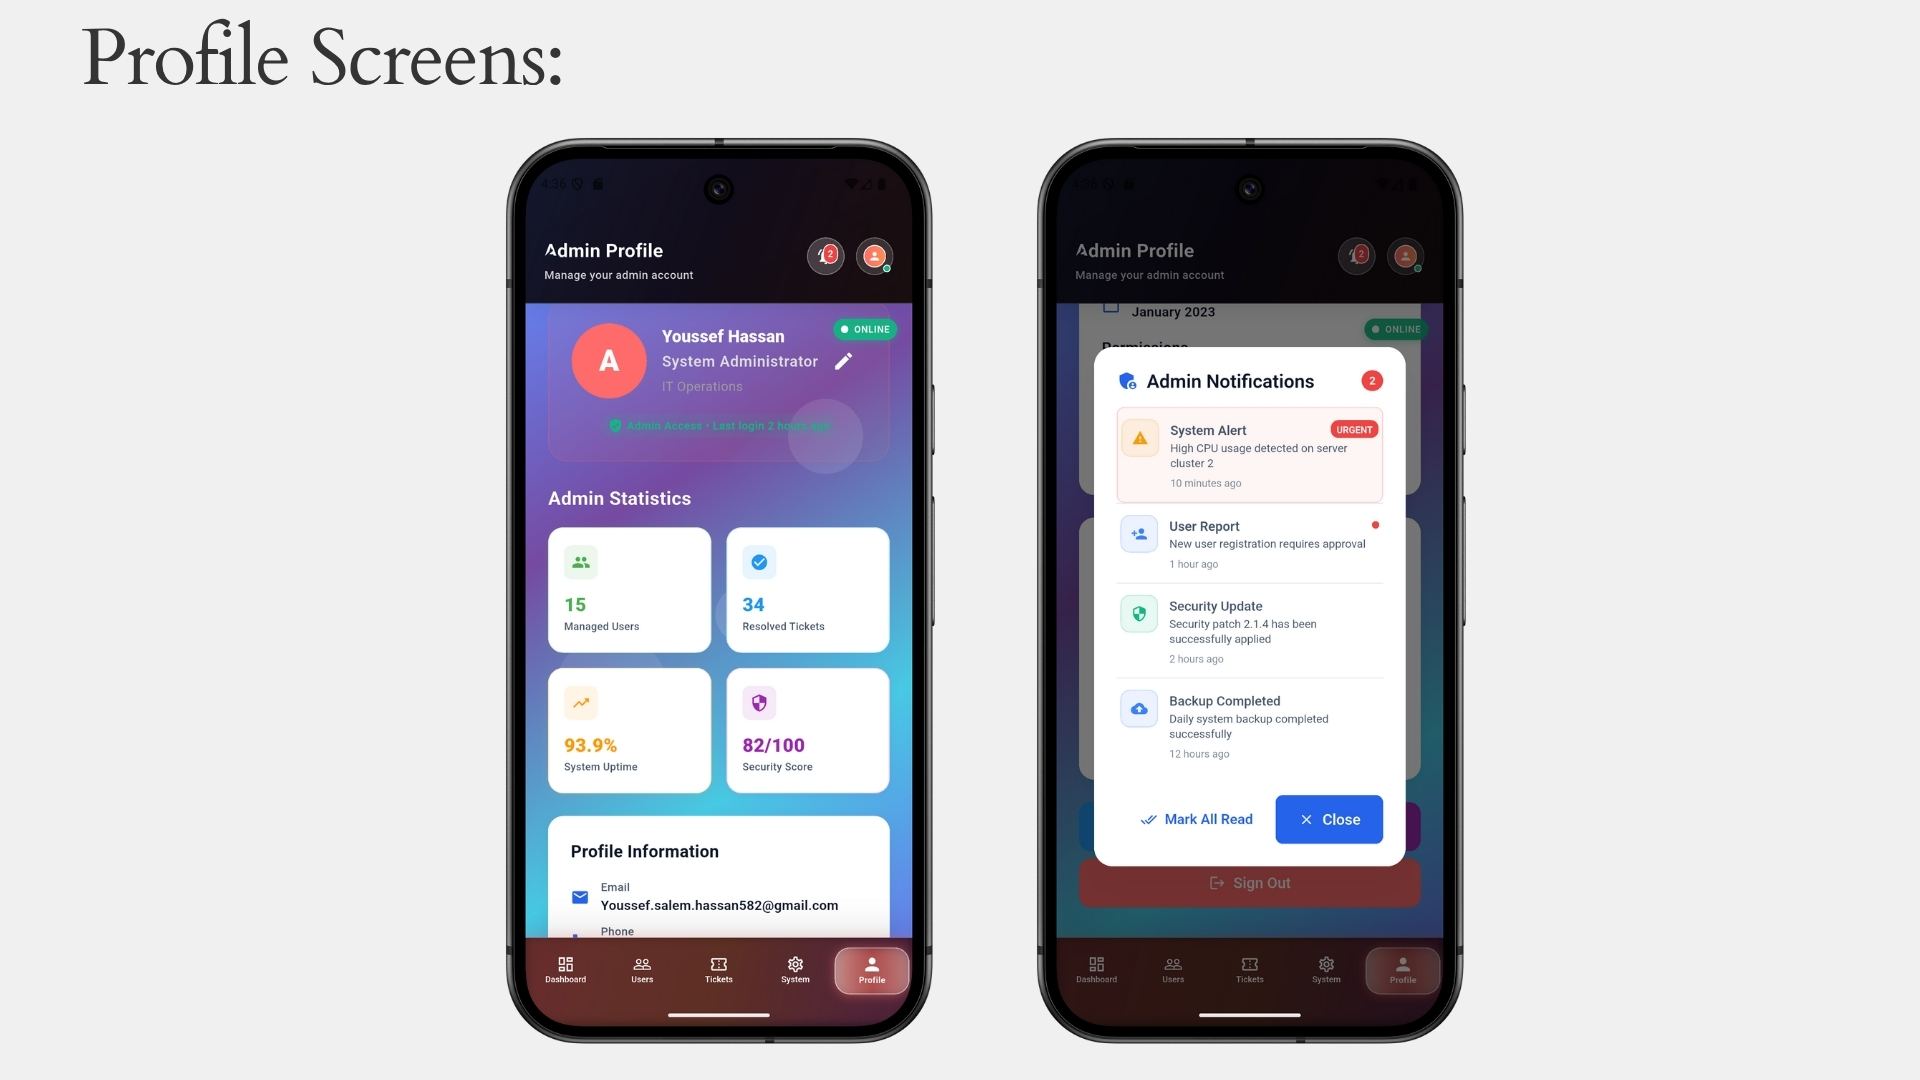 Profile Screens:
4:36
Admin Profile
2
Manage your admin account
ONLINE
A
Youssef Hassan
System Administrator
IT Operations
Admin Access • Last login 2 hours ago
Admin Statistics
15
Managed Users
34
Resolved Tickets
93.9%
System Uptime
82/100
Security Score
Profile Information
Email
Youssef.salem.hassan582@gmail.com
Phone
Dashboard
Users
Tickets
System
Profile
4:36
Admin Profile
2
Manage your admin account
January 2023
ONLINE
Permissions
Admin Notifications
2
System Alert
URGENT
High CPU usage detected on server
cluster 2
10 minutes ago
User Report
New user registration requires approval
1 hour ago
Security Update
Security patch 2.1.4 has been
successfully applied
2 hours ago
Backup Completed
Daily system backup completed
successfully
12 hours ago
Mark All Read
Close
Sign Out
Dashboard
Users
Tickets
System
Profile